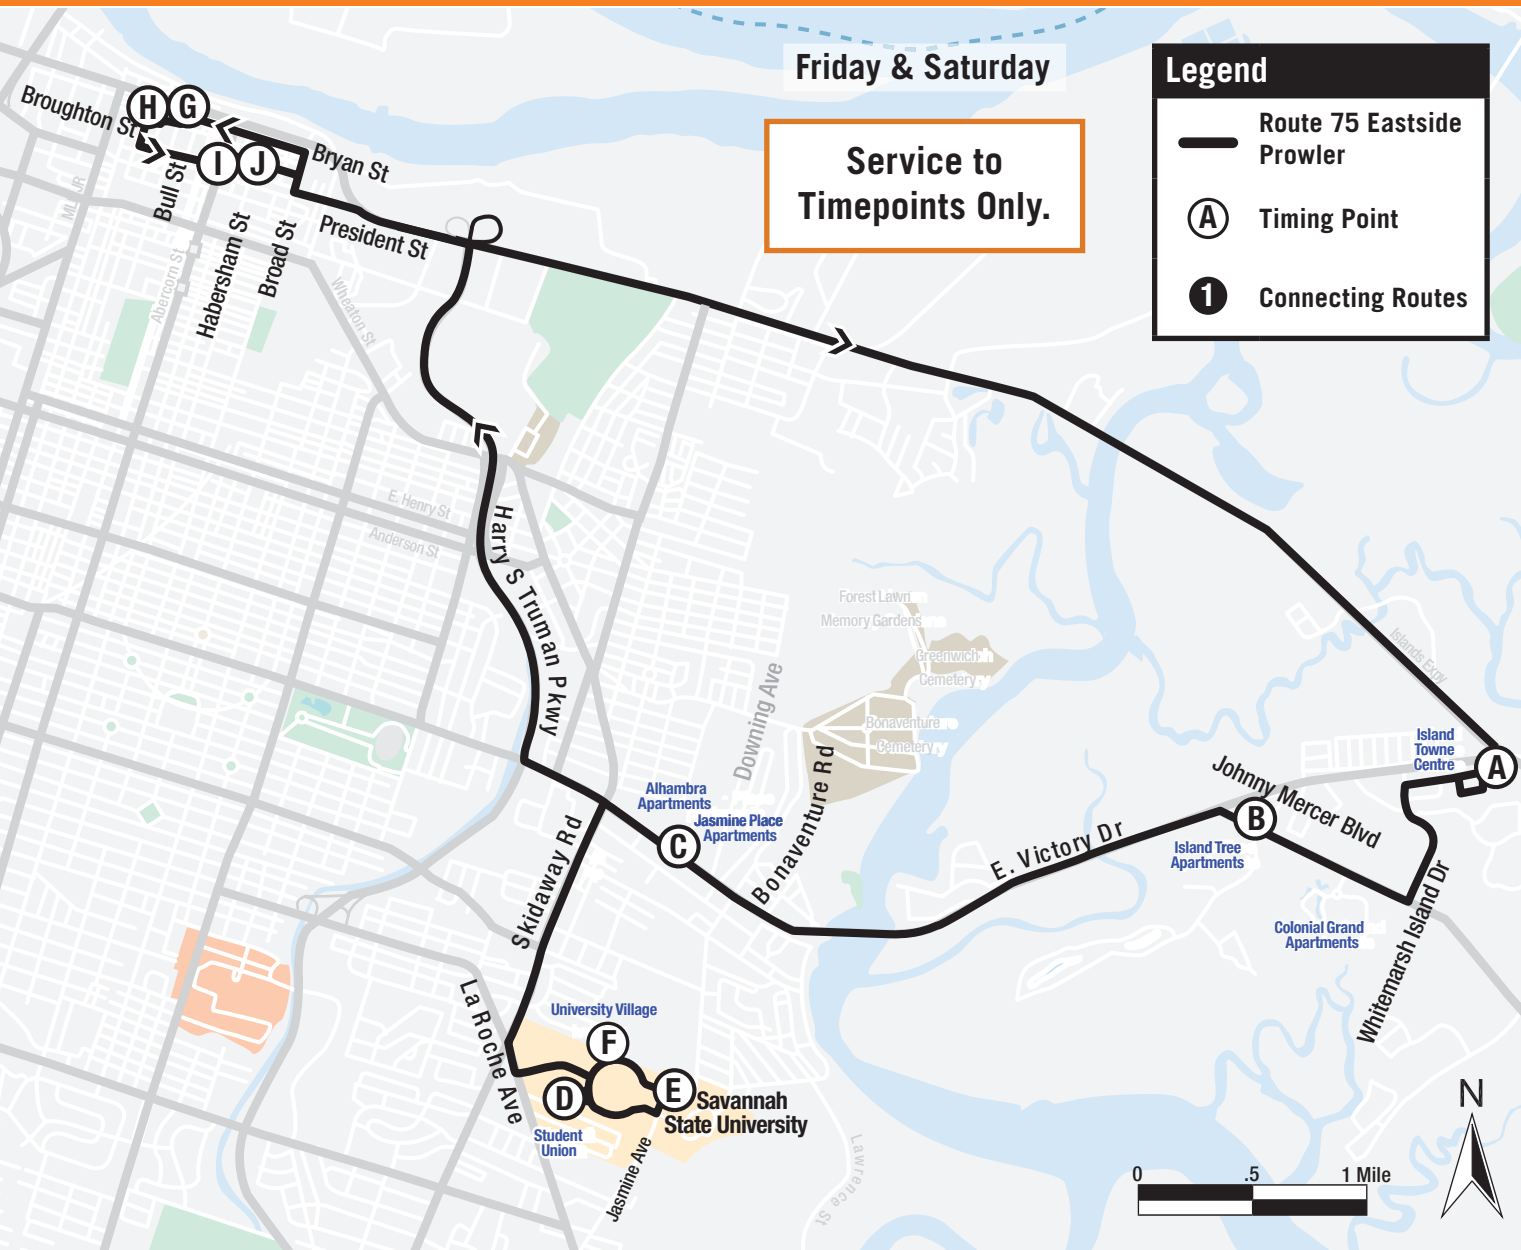 Friday & Saturday
Service to
Timepoints Only.
Legend
Route 75 Eastside
Prowler
A
Timing Point
1
Connecting Routes
Broughton St
H
G
I
J
Bryan St
Bull St
President St
Habersham St
Broad St
Abercorn St
Wheaton St
E. Henry St
Anderson St
Harry S Truman Pkwy
Forest Lawn
Memory Gardens
Greenwich
Cemetery
Bonaventure
Cemetery
Downing Ave
Bonaventure Rd
Islands Expy
Island
Towne
Centre
A
Johnny Mercer Blvd
B
Island Tree
Apartments
E. Victory Dr
Alhambra
Apartments
Jasmine Place
Apartments
C
Skidaway Rd
Colonial Grand
Apartments
Whitemarsh Island Dr
La Roche Ave
University Village
F
D
E
Savannah
State University
Student
Union
Jasmine Ave
Lawrence St
N
0 .5 1 Mile